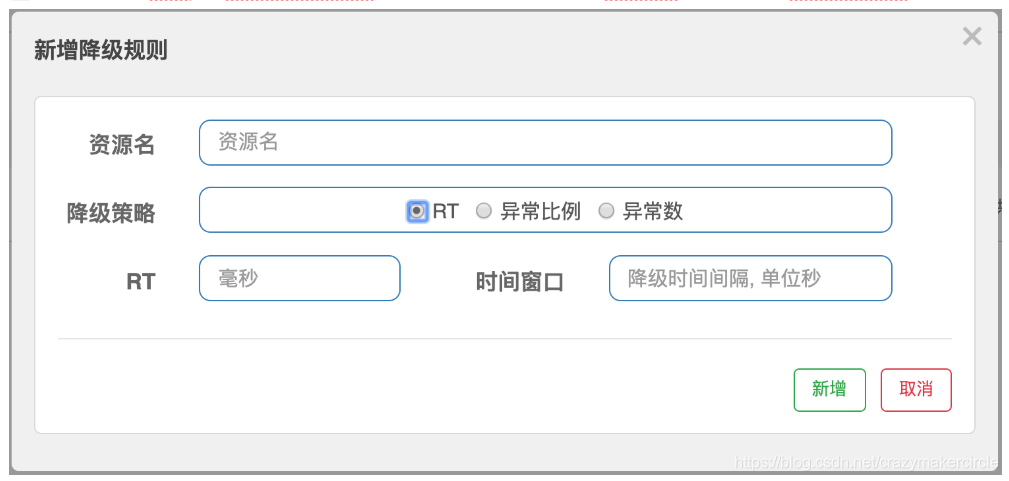 新增降级规则
资源名 资源名
降级策略 RT 异常比例 异常数
RT 毫秒 时间窗口 降级时间间隔, 单位秒
新增 取消
https://blog.csdn.net/crazymakercircle